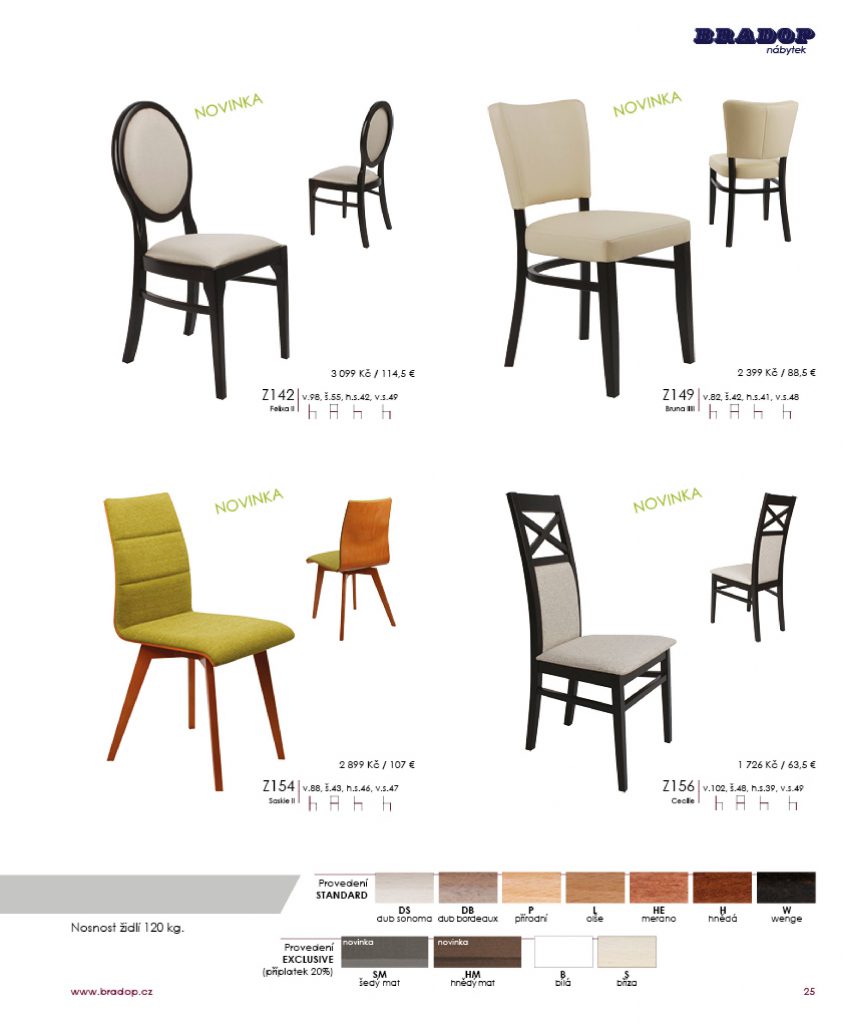 BRADOP
nábytek
NOVINKA
NOVINKA
3 099 Kč / 114,5 €
Z142 v.98, š.55, h.s.42, v.s.49
Felixa II
2 399 Kč / 88,5 €
Z149 v.82, š.42, h.s.41, v.s.48
Bruna IIII
NOVINKA
NOVINKA
2 899 Kč / 107 €
Z154 v.88, š.43, h.s.46, v.s.47
Saskie II
1 726 Kč / 63,5 €
Z156 v.102, š.48, h.s.39, v.s.49
Cecilie
Provedení
STANDARD
DS DB P L HE H W
dub sonoma dub bordeaux přírodní olše merano hnědá wenge
Nosnost židlí 120 kg.
Provedení
EXCLUSIVE
(příplatek 20%)
novinka novinka
SM HM B S
šedý mat hnědý mat bílá bříza
www.bradop.cz
25